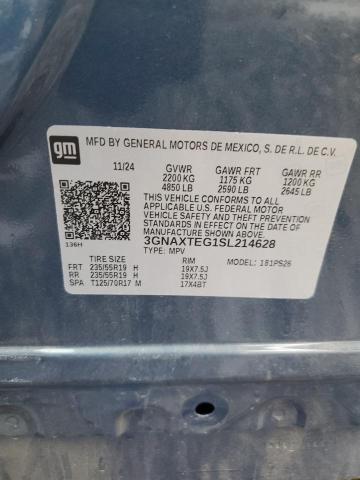 gm
MFD BY GENERAL MOTORS DE MEXICO, S. DE R.L. DE C.V.
11/24 GVWR GAWR FRT GAWR RR
2200 KG 1175 KG 1200 KG
4850 LB 2590 LB 2645 LB
THIS VEHICLE CONFORMS TO ALL APPLICABLE
U.S. FEDERAL MOTOR VEHICLE SAFETY
AND THEFT PREVENTION STANDARDS IN EFFECT
ON THE DATE OF MANUFACTURE SHOWN ABOVE.
136H
3GNAXTEG1SL214628
TYPE: MPV MODEL: 1B1PS26
TIRE SIZE RIM
FRT 235/55R19 H 19X7.5J
RR 235/55R19 H 19X7.5J
SPA T125/70R17 M 17X4BT